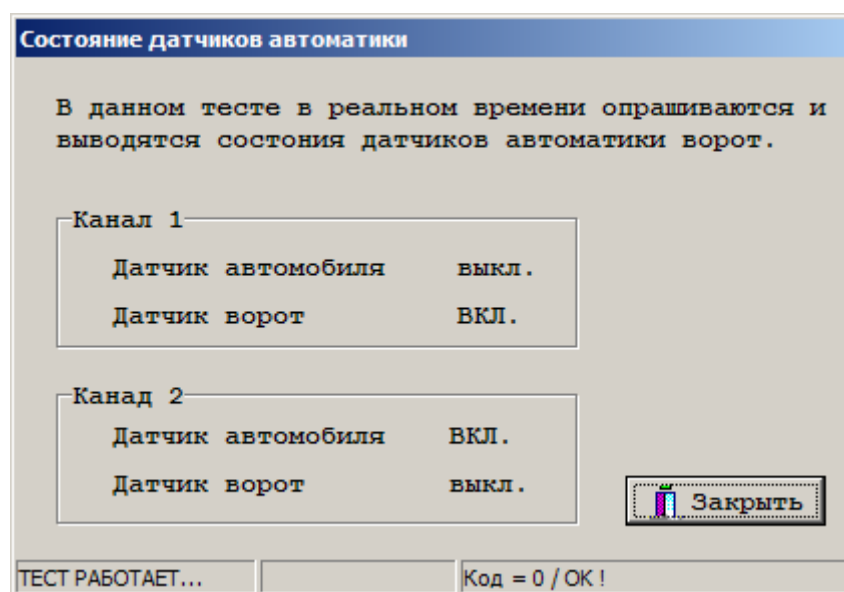 Состояние датчиков автоматики
В данном тесте в реальном времени опрашиваются и
выводятся состония датчиков автоматики ворот.
Канал 1
Датчик автомобиля выкл.
Датчик ворот ВКЛ.
Канад 2
Датчик автомобиля ВКЛ.
Датчик ворот выкл.
Закрыть
ТЕСТ РАБОТАЕТ... Код = 0 / OK !